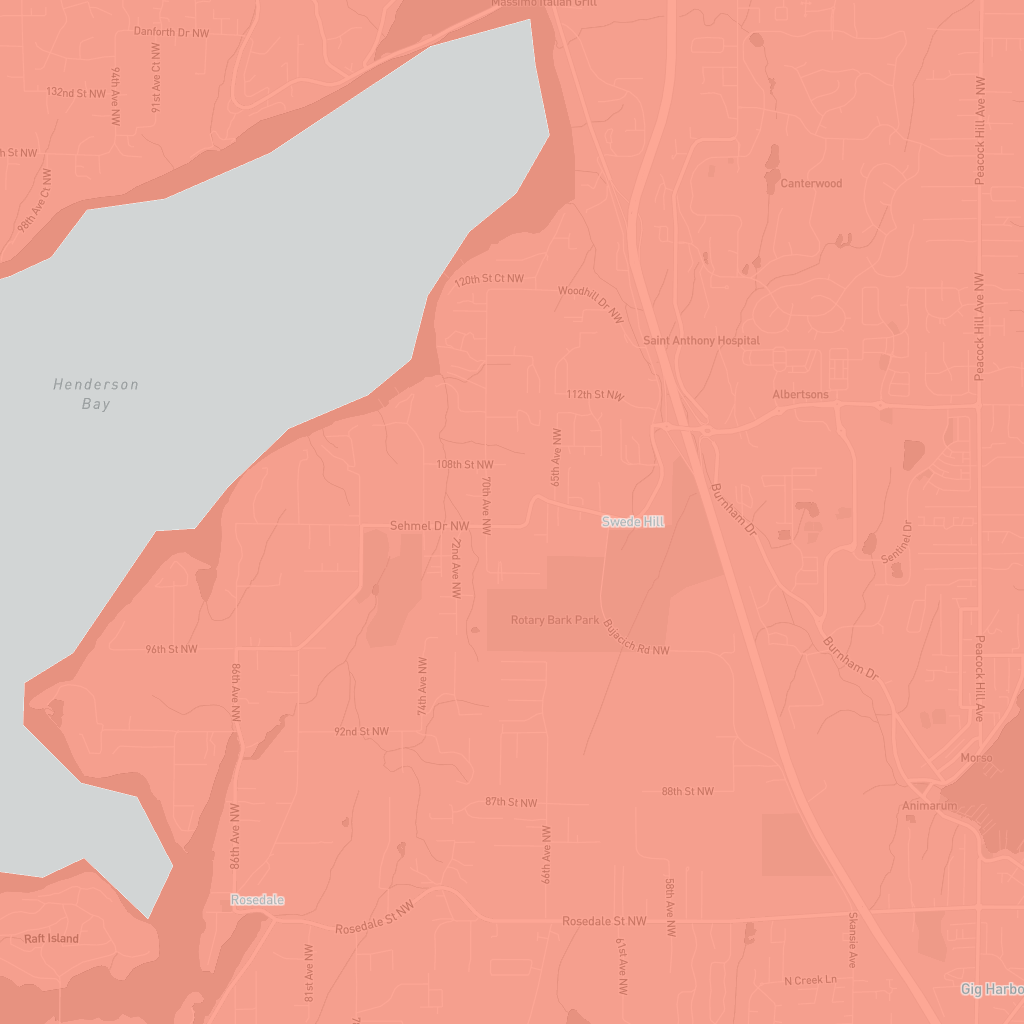 Massimo Italian Grill
Danforth Dr NW
91st Ave Ct NW
94th Ave NW
132nd St NW
h St NW
98th Ave Ct NW
Peacock Hill Ave NW
Canterwood
120th St Ct NW
Woodhill Dr NW
Peacock Hill Ave NW
Saint Anthony Hospital
Henderson
Bay
112th St NW
Albertsons
65th Ave NW
108th St NW
70th Ave NW
Burnham Dr
Sehmel Dr NW
Swede Hill
Sentinel Dr
72nd Ave NW
Rotary Bark Park
Bujacich Rd NW
96th St NW
86th Ave NW
74th Ave NW
Burnham Dr
Peacock Hill Ave
92nd St NW
Morso
88th St NW
87th St NW
Animarum
86th Ave NW
66th Ave NW
Rosedale
Rosedale St NW
58th Ave NW
Rosedale St NW
Skansie Ave
Raft Island
81st Ave NW
61st Ave NW
N Creek Ln
Gig Harbo